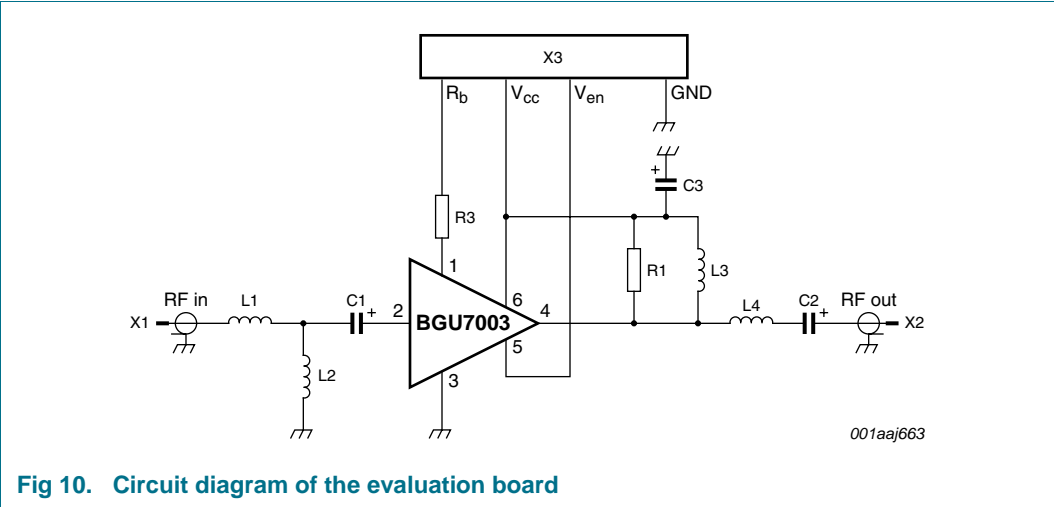 X3
Rb Vcc Ven GND
+
C3
R3
1 R1 L3
RF in L1 C1 + 2 BGU7003 6 4 L4 C2 + RF out
X1 X2
5
L2 3
001aaj663
Fig 10. Circuit diagram of the evaluation board